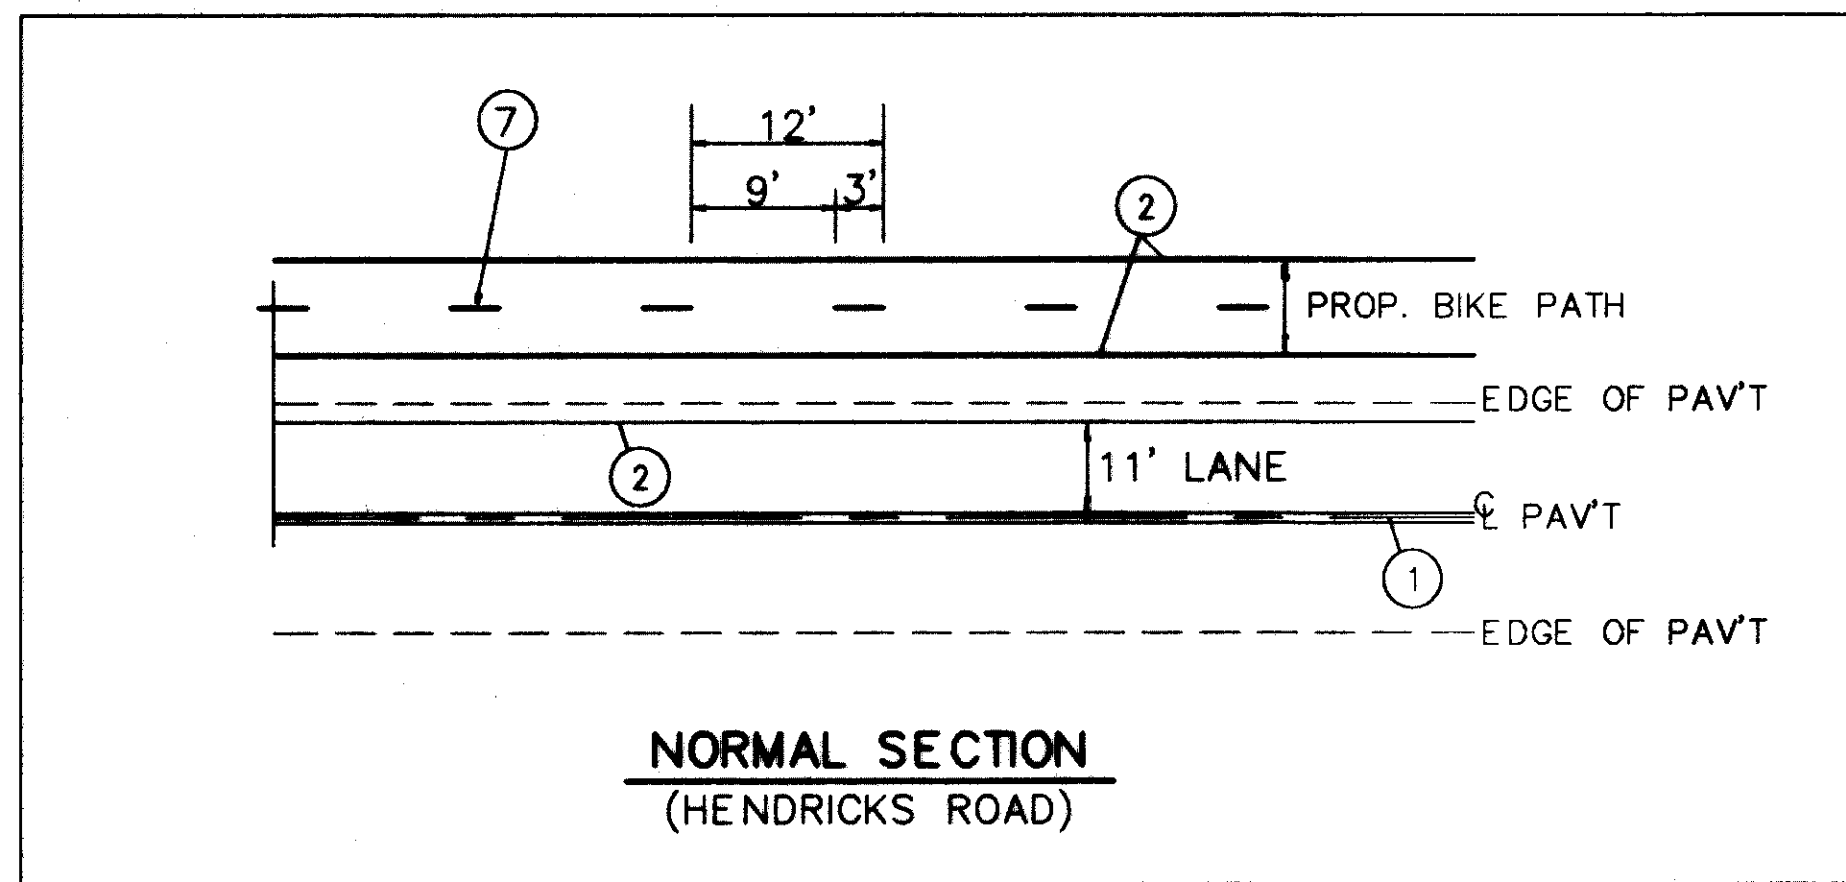 7
12'
9' 3'
2
PROP. BIKE PATH
EDGE OF PAV'T
2
11' LANE
℄ PAV'T
1
EDGE OF PAV'T
NORMAL SECTION
(HENDRICKS ROAD)